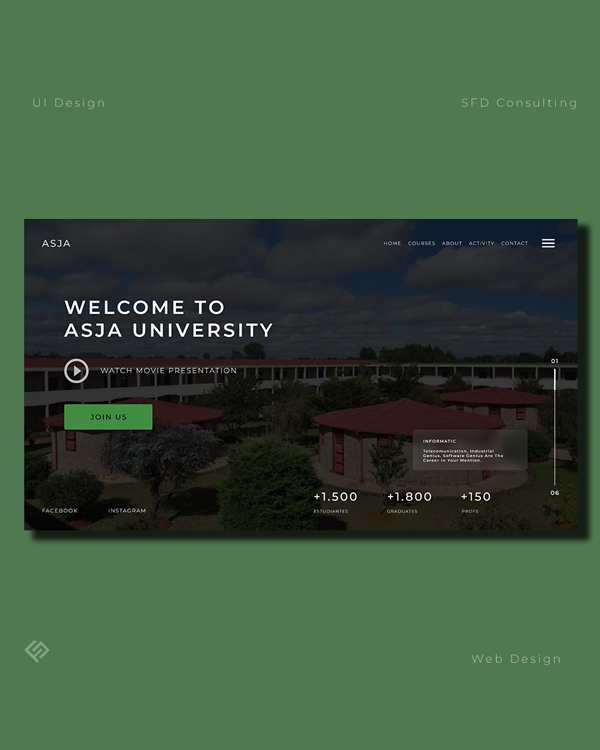 UI Design
SFD Consulting
ASJA
HOME COURSES ABOUT ACTIVITY CONTACT
WELCOME TO
ASJA UNIVERSITY
01
WATCH MOVIE PRESENTATION
JOIN US
INFORMATIC
Telecomunication, Industrial
Genius, Software Genius Are The
Career In Your Mention.
06
+1.500
+1.800
+150
ESTUDIANTES
GRADUATES
PROFS
FACEBOOK
INSTAGRAM
Web Design